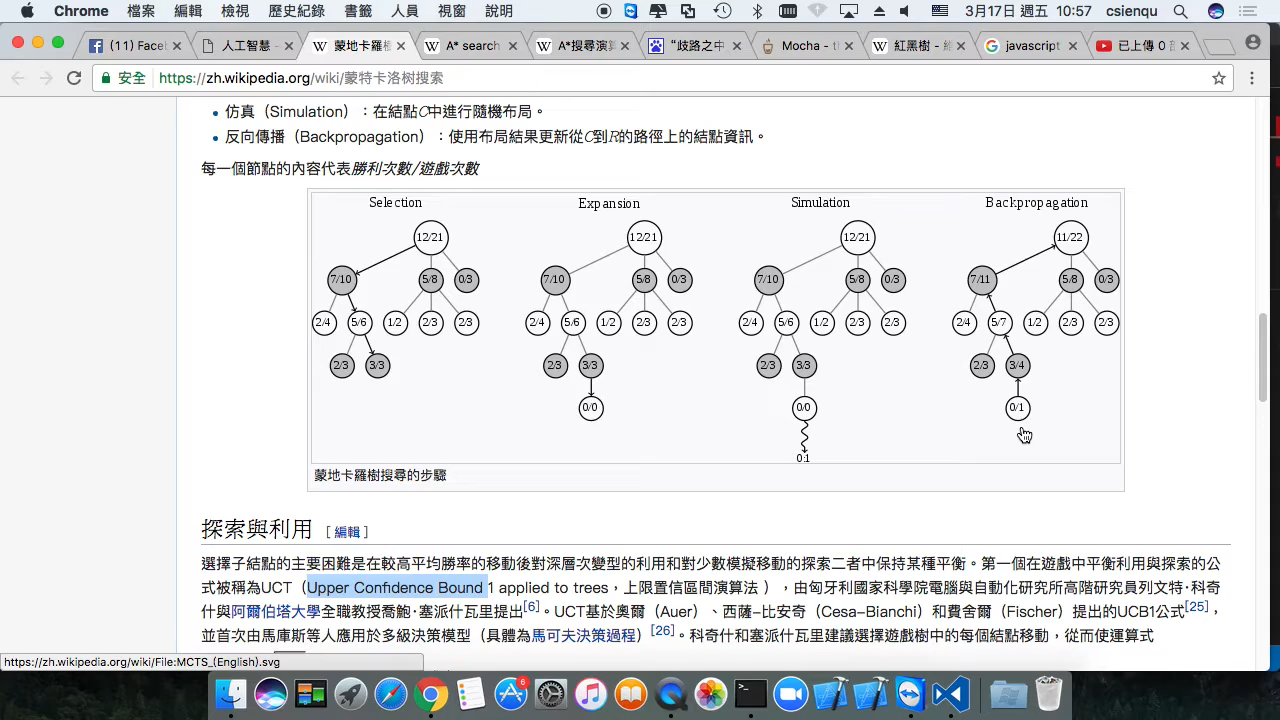 Chrome 檔案 編輯 檢視 歷史紀錄 書籤 人員 視窗 說明 3月17日 週五 10:57 csienqu
(11) Facel 人工智慧 - 蒙地卡羅樹 A* search A*搜尋演算 “歧路之中 Mocha - th 紅黑樹 - 維 javascript 已上傳 0 部
安全 https://zh.wikipedia.org/wiki/蒙特卡洛树搜索
仿真（Simulation）：在結點C中進行隨機布局。
反向傳播（Backpropagation）：使用布局結果更新從C到R的路徑上的結點資訊。
每一個節點的內容代表勝利次數/遊戲次數
Selection Expansion Simulation Backpropagation
12/21 12/21 12/21 11/22
7/10 5/8 0/3 7/10 5/8 0/3 7/10 5/8 0/3 7/11 5/8 0/3
2/4 5/6 1/2 2/3 2/3 2/4 5/6 1/2 2/3 2/3 2/4 5/6 1/2 2/3 2/3 2/4 5/7 1/2 2/3 2/3
2/3 3/3 2/3 3/3 2/3 3/3 2/3 3/4
0/0 0/0 0/1
0:1
蒙地卡羅樹搜尋的步驟
探索與利用 [ 編輯 ]
選擇子結點的主要困難是在較高平均勝率的移動後對深層次變型的利用和對少數模擬移動的探索二者中保持某種平衡。第一個在遊戲中平衡利用與探索的公
式被稱為UCT（Upper Confidence Bound 1 applied to trees，上限置信區間演算法 ），由匈牙利國家科學院電腦與自動化研究所高階研究員列文特·科奇
什與阿爾伯塔大學全職教授喬鮑·塞派什瓦里提出[6]。UCT基於奧爾（Auer）、西薩-比安奇（Cesa-Bianchi）和費舍爾（Fischer）提出的UCB1公式[25]，
並首次由馬庫斯等人應用於多級決策模型（具體為馬可夫決策過程）[26]。科奇什和塞派什瓦里建議選擇遊戲樹中的每個結點移動，從而使運算式
https://zh.wikipedia.org/wiki/File:MCTS_(English).svg
6